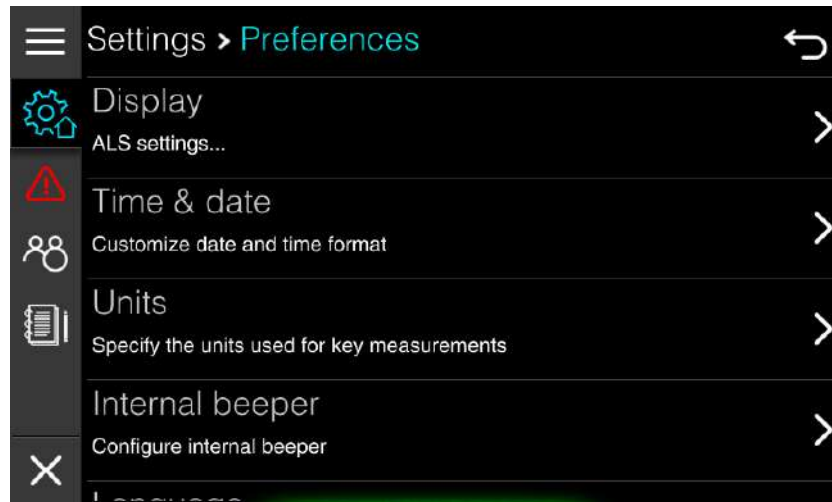 Settings > Preferences
Display
ALS settings...
Time & date
Customize date and time format
Units
Specify the units used for key measurements
Internal beeper
Configure internal beeper
Language